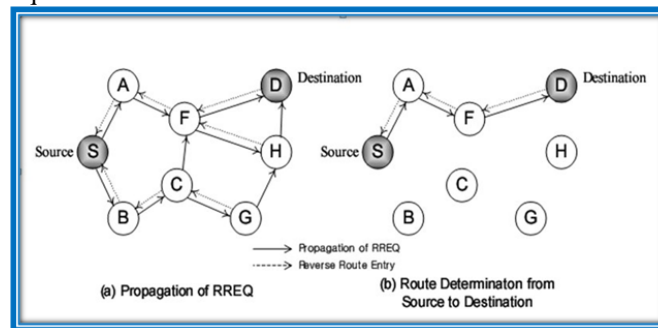 A
D
Destination
F
Source
S
H
C
B
G
A
D
Destination
F
Source
S
H
C
B
G
Propagation of RREQ
Reverse Route Entry
(a) Propagation of RREQ
(b) Route Determinaton from
Source to Destination